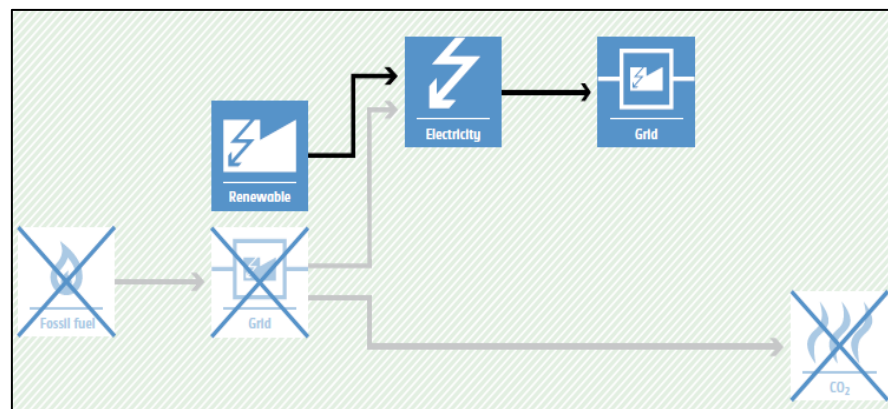 Electricity
Grid
Renewable
Fossil fuel
Grid
CO₂